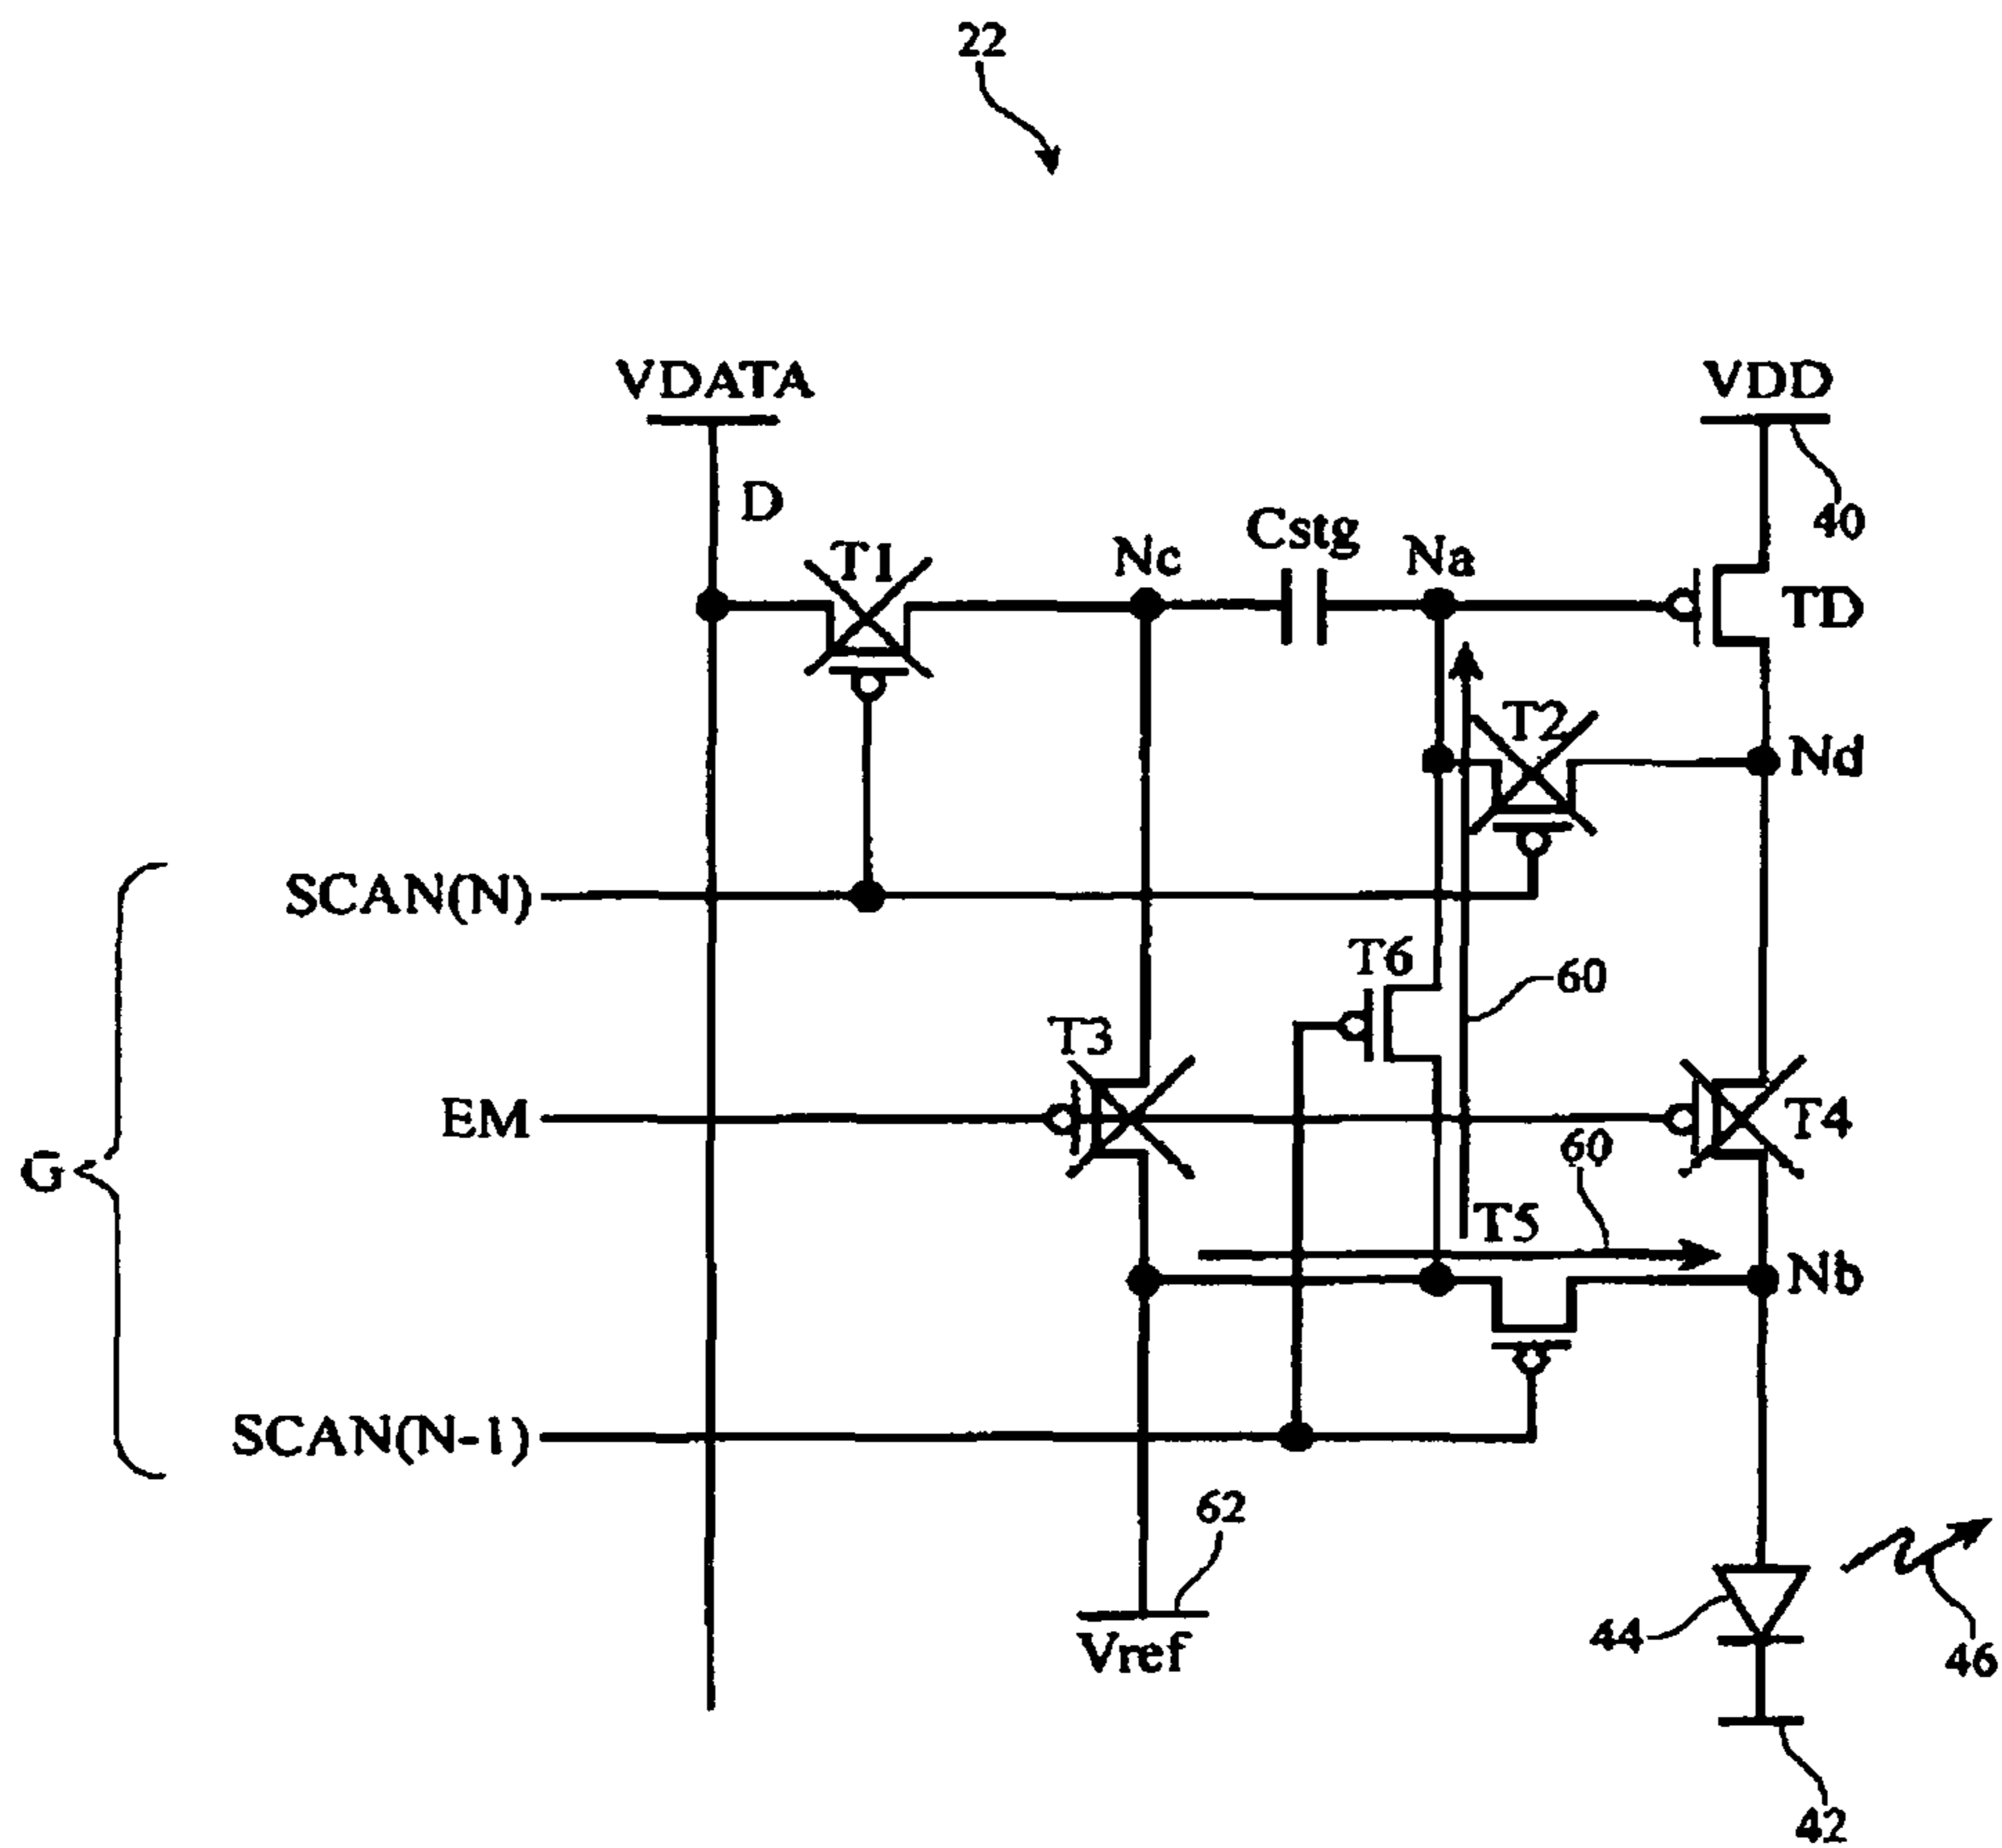 22
VDATA
VDD
D
40
T1
Nc
Cstg
Na
TD
T2
Nd
SCAN(N)
T6
60
T3
EM
T4
60
G
T5
Nb
SCAN(N-1)
62
Vref
44
46
42